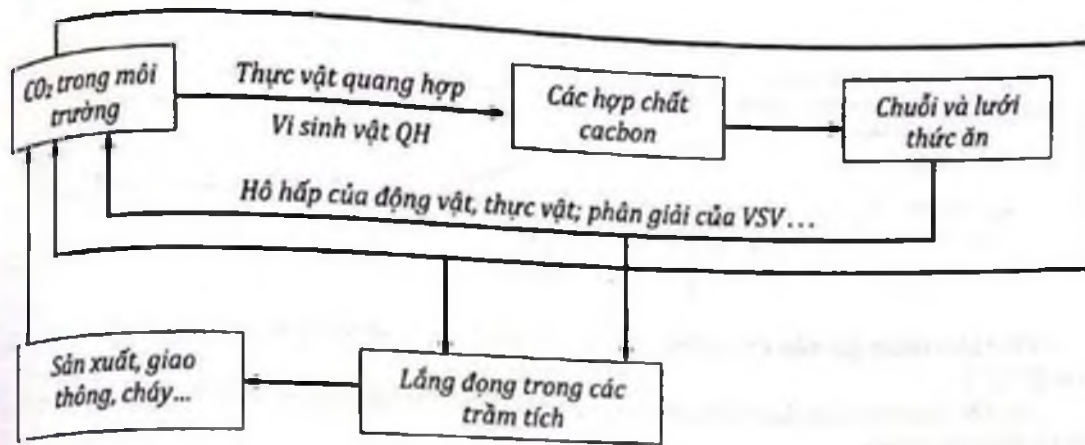 CO₂ trong môi
trường
Thực vật quang hợp
Vi sinh vật QH
Các hợp chất
cacbon
Chuỗi và lưới
thức ăn
Hô hấp của động vật, thực vật; phân giải của VSV...
Sản xuất, giao
thông, cháy...
Lắng đọng trong các
trầm tích